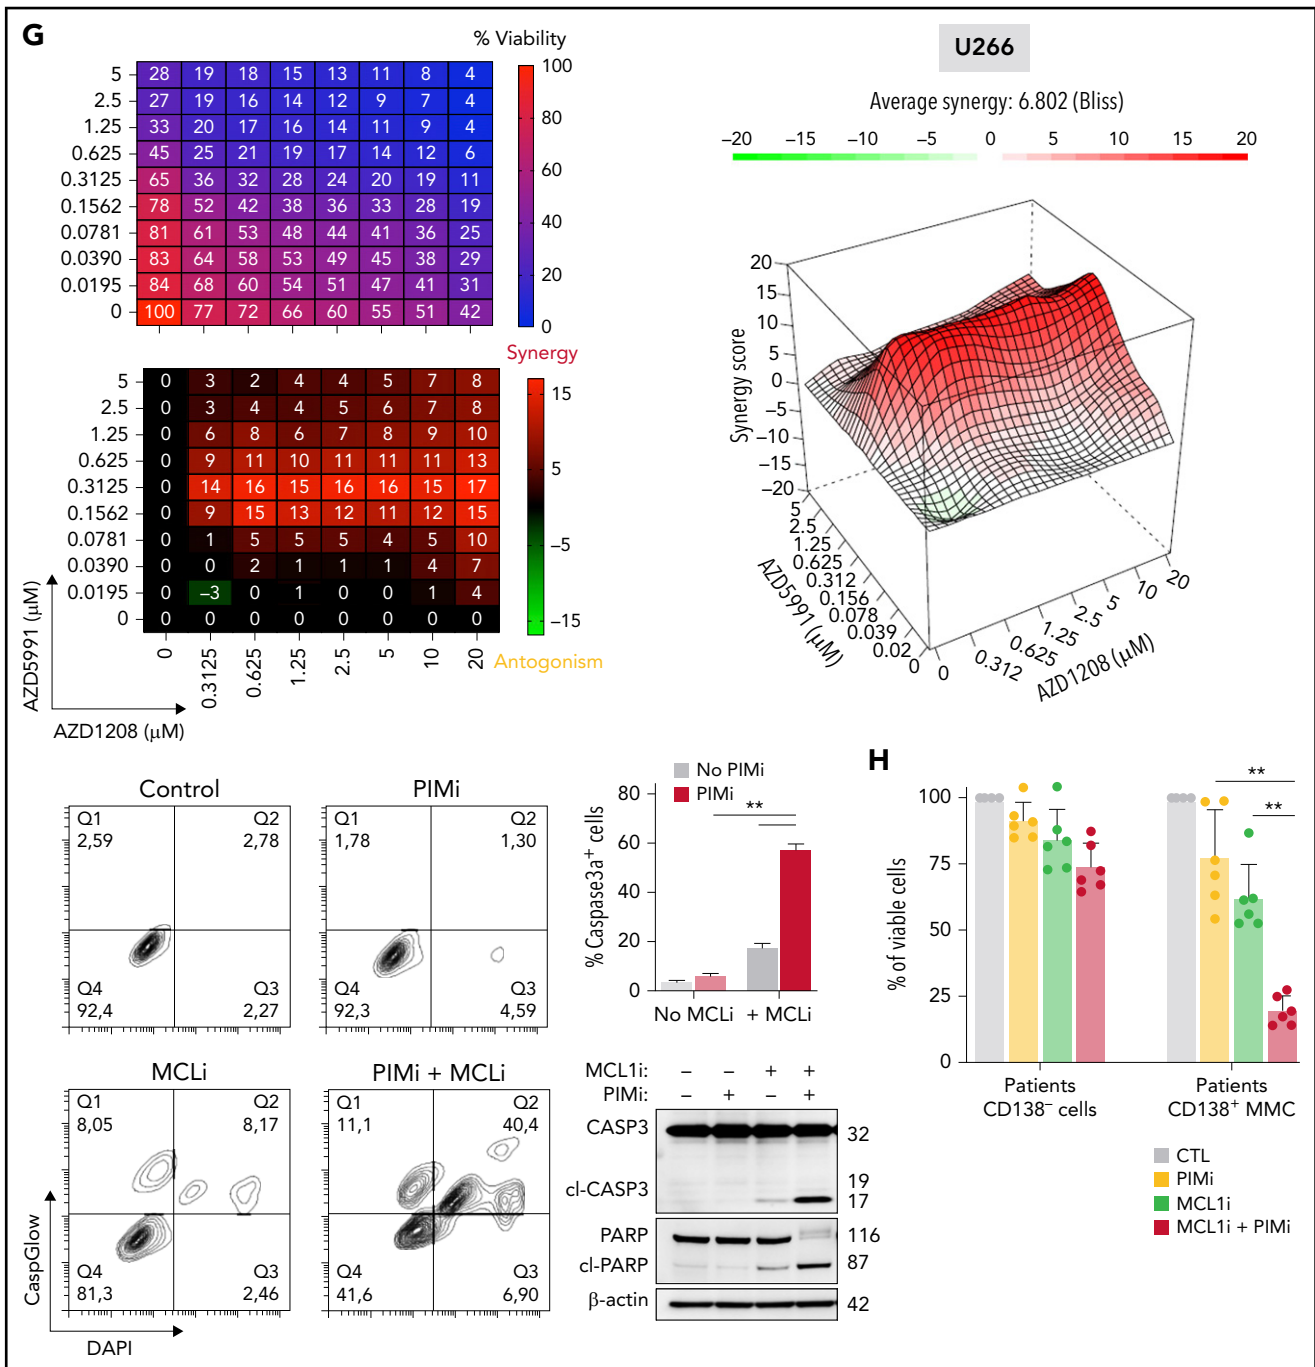 G
% Viability
5 28 19 18 15 13 11 8 4
2.5 27 19 16 14 12 9 7 4
1.25 33 20 17 16 14 11 9 4
0.625 45 25 21 19 17 14 12 6
0.3125 65 36 32 28 24 20 19 11
0.1562 78 52 42 38 36 33 28 19
0.0781 81 61 53 48 44 41 36 25
0.0390 83 64 58 53 49 45 38 29
0.0195 84 68 60 54 51 47 41 31
0 100 77 72 66 60 55 51 42
100
80
60
40
20
0
Synergy
5 0 3 2 4 4 5 7 8
2.5 0 3 4 4 5 6 7 8
1.25 0 6 8 6 7 8 9 10
0.625 0 9 11 10 11 11 11 13
0.3125 0 14 16 15 16 16 15 17
0.1562 0 9 15 13 12 11 12 15
0.0781 0 1 5 5 5 4 5 10
0.0390 0 0 2 1 1 1 4 7
0.0195 0 −3 0 1 0 0 1 4
0 0 0 0 0 0 0 0 0
15
5
−5
−15
Antogonism
0 0.3125 0.625 1.25 2.5 5 10 20
AZD5991 (μM)
AZD1208 (μM)
U266
Average synergy: 6.802 (Bliss)
−20 −15 −10 −5 0 5 10 15 20
Synergy score
20
15
10
5
0
−5
−10
−15
−20
5
2.5
1.25
0.625
0.312
0.156
0.078
0.039
0.02
0
AZD5991 (μM)
0 0.312 0.625 1.25 2.5 5 10 20
AZD1208 (μM)
Control
Q1 Q2
2,59 2,78
Q4 Q3
92,4 2,27
PIMi
Q1 Q2
1,78 1,30
Q4 Q3
92,3 4,59
MCLi
Q1 Q2
8,05 8,17
Q4 Q3
81,3 2,46
PIMi + MCLi
Q1 Q2
11,1 40,4
Q4 Q3
41,6 6,90
CaspGlow
DAPI
No PIMi
PIMi
% Caspase3a+ cells
80
60
40
20
0
**
No MCLi + MCLi
MCL1i: – – + +
PIMi: – + – +
CASP3 32
19
cl-CASP3 17
PARP 116
cl-PARP 87
β-actin 42
H
% of viable cells
100
75
50
25
0
**
**
Patients
CD138− cells
Patients
CD138+ MMC
CTL
PIMi
MCL1i
MCL1i + PIMi